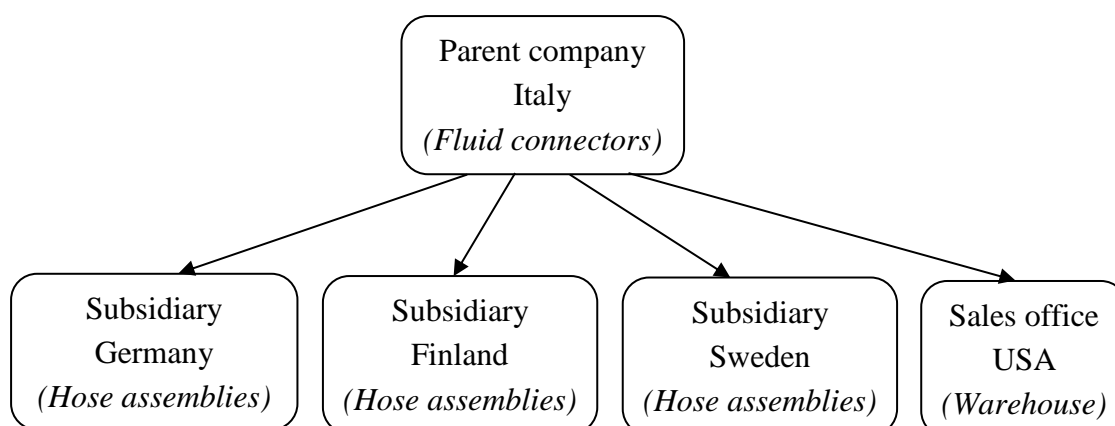 Parent company
Italy
(Fluid connectors)
Subsidiary
Germany
(Hose assemblies)
Subsidiary
Finland
(Hose assemblies)
Subsidiary
Sweden
(Hose assemblies)
Sales office
USA
(Warehouse)